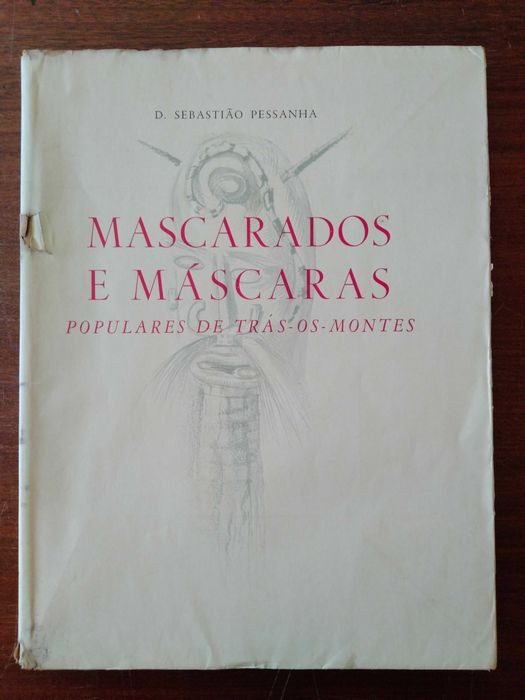 D. SEBASTIÃO PESSANHA
MASCARADOS
E MÁSCARAS
POPULARES DE TRÁS-OS-MONTES